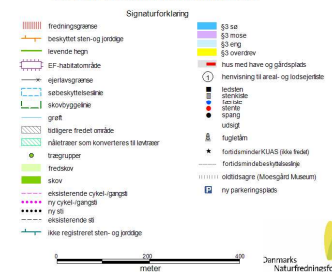 Signaturforklaring
fredningsgrænse
beskyttet sten-og jorddige
levende hegn
EF-habitatområde
ejerlavsgrænse
søbeskyttelseslinie
skovbyggelinie
grøft
tidligere fredet område
nåletræer som konverteres til løvtræer
trægrupper
fredskov
skov
eksisterende cykel-/gangsti
ny cykel-/gangsti
ny sti
eksisterende sti
ikke registreret sten- og jorddige
§3 sø
§3 mose
§3 eng
§3 overdrev
hus med have og gårdsplads
1 henvisning til areal- og lodsejerliste
ledsten
stenkiste
stente
spang
udsigt
fugletårn
fortidsminder KUAS (ikke fredet)
fortidsmindebeskyttelseslinie
oldtidsagre (Moesgård Museum)
P ny parkeringsplads
0 200 400
meter
Danmarks
Naturfredningsfo